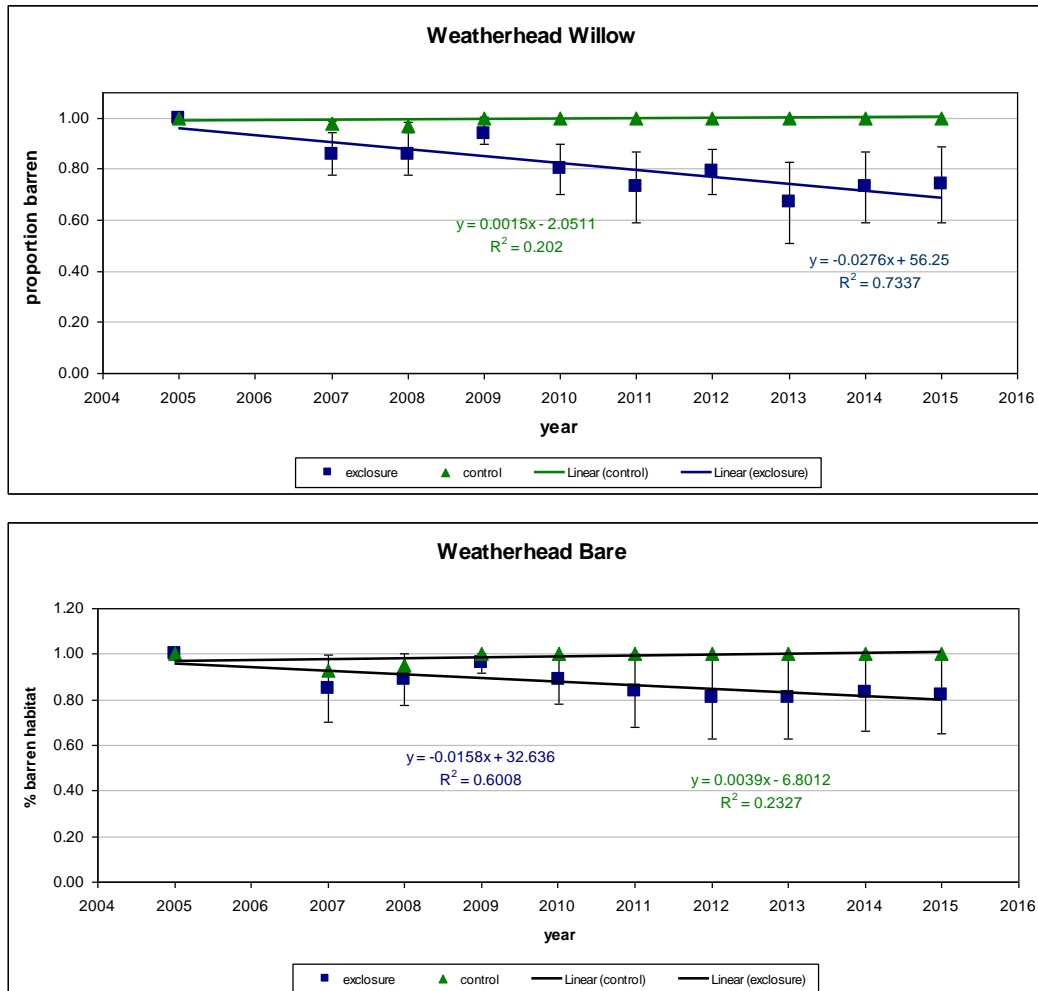 Weatherhead Willow
proportion barren
1.00
0.80
0.60
0.40
0.20
0.00
y = 0.0015x - 2.0511
R² = 0.202
y = -0.0276x + 56.25
R² = 0.7337
2004 2005 2006 2007 2008 2009 2010 2011 2012 2013 2014 2015 2016
year
exclosure control Linear (control) Linear (exclosure)
Weatherhead Bare
% barren habitat
1.20
1.00
0.80
0.60
0.40
0.20
0.00
y = -0.0158x + 32.636
R² = 0.6008
y = 0.0039x - 6.8012
R² = 0.2327
2004 2005 2006 2007 2008 2009 2010 2011 2012 2013 2014 2015 2016
year
exclosure control Linear (control) Linear (exclosure)